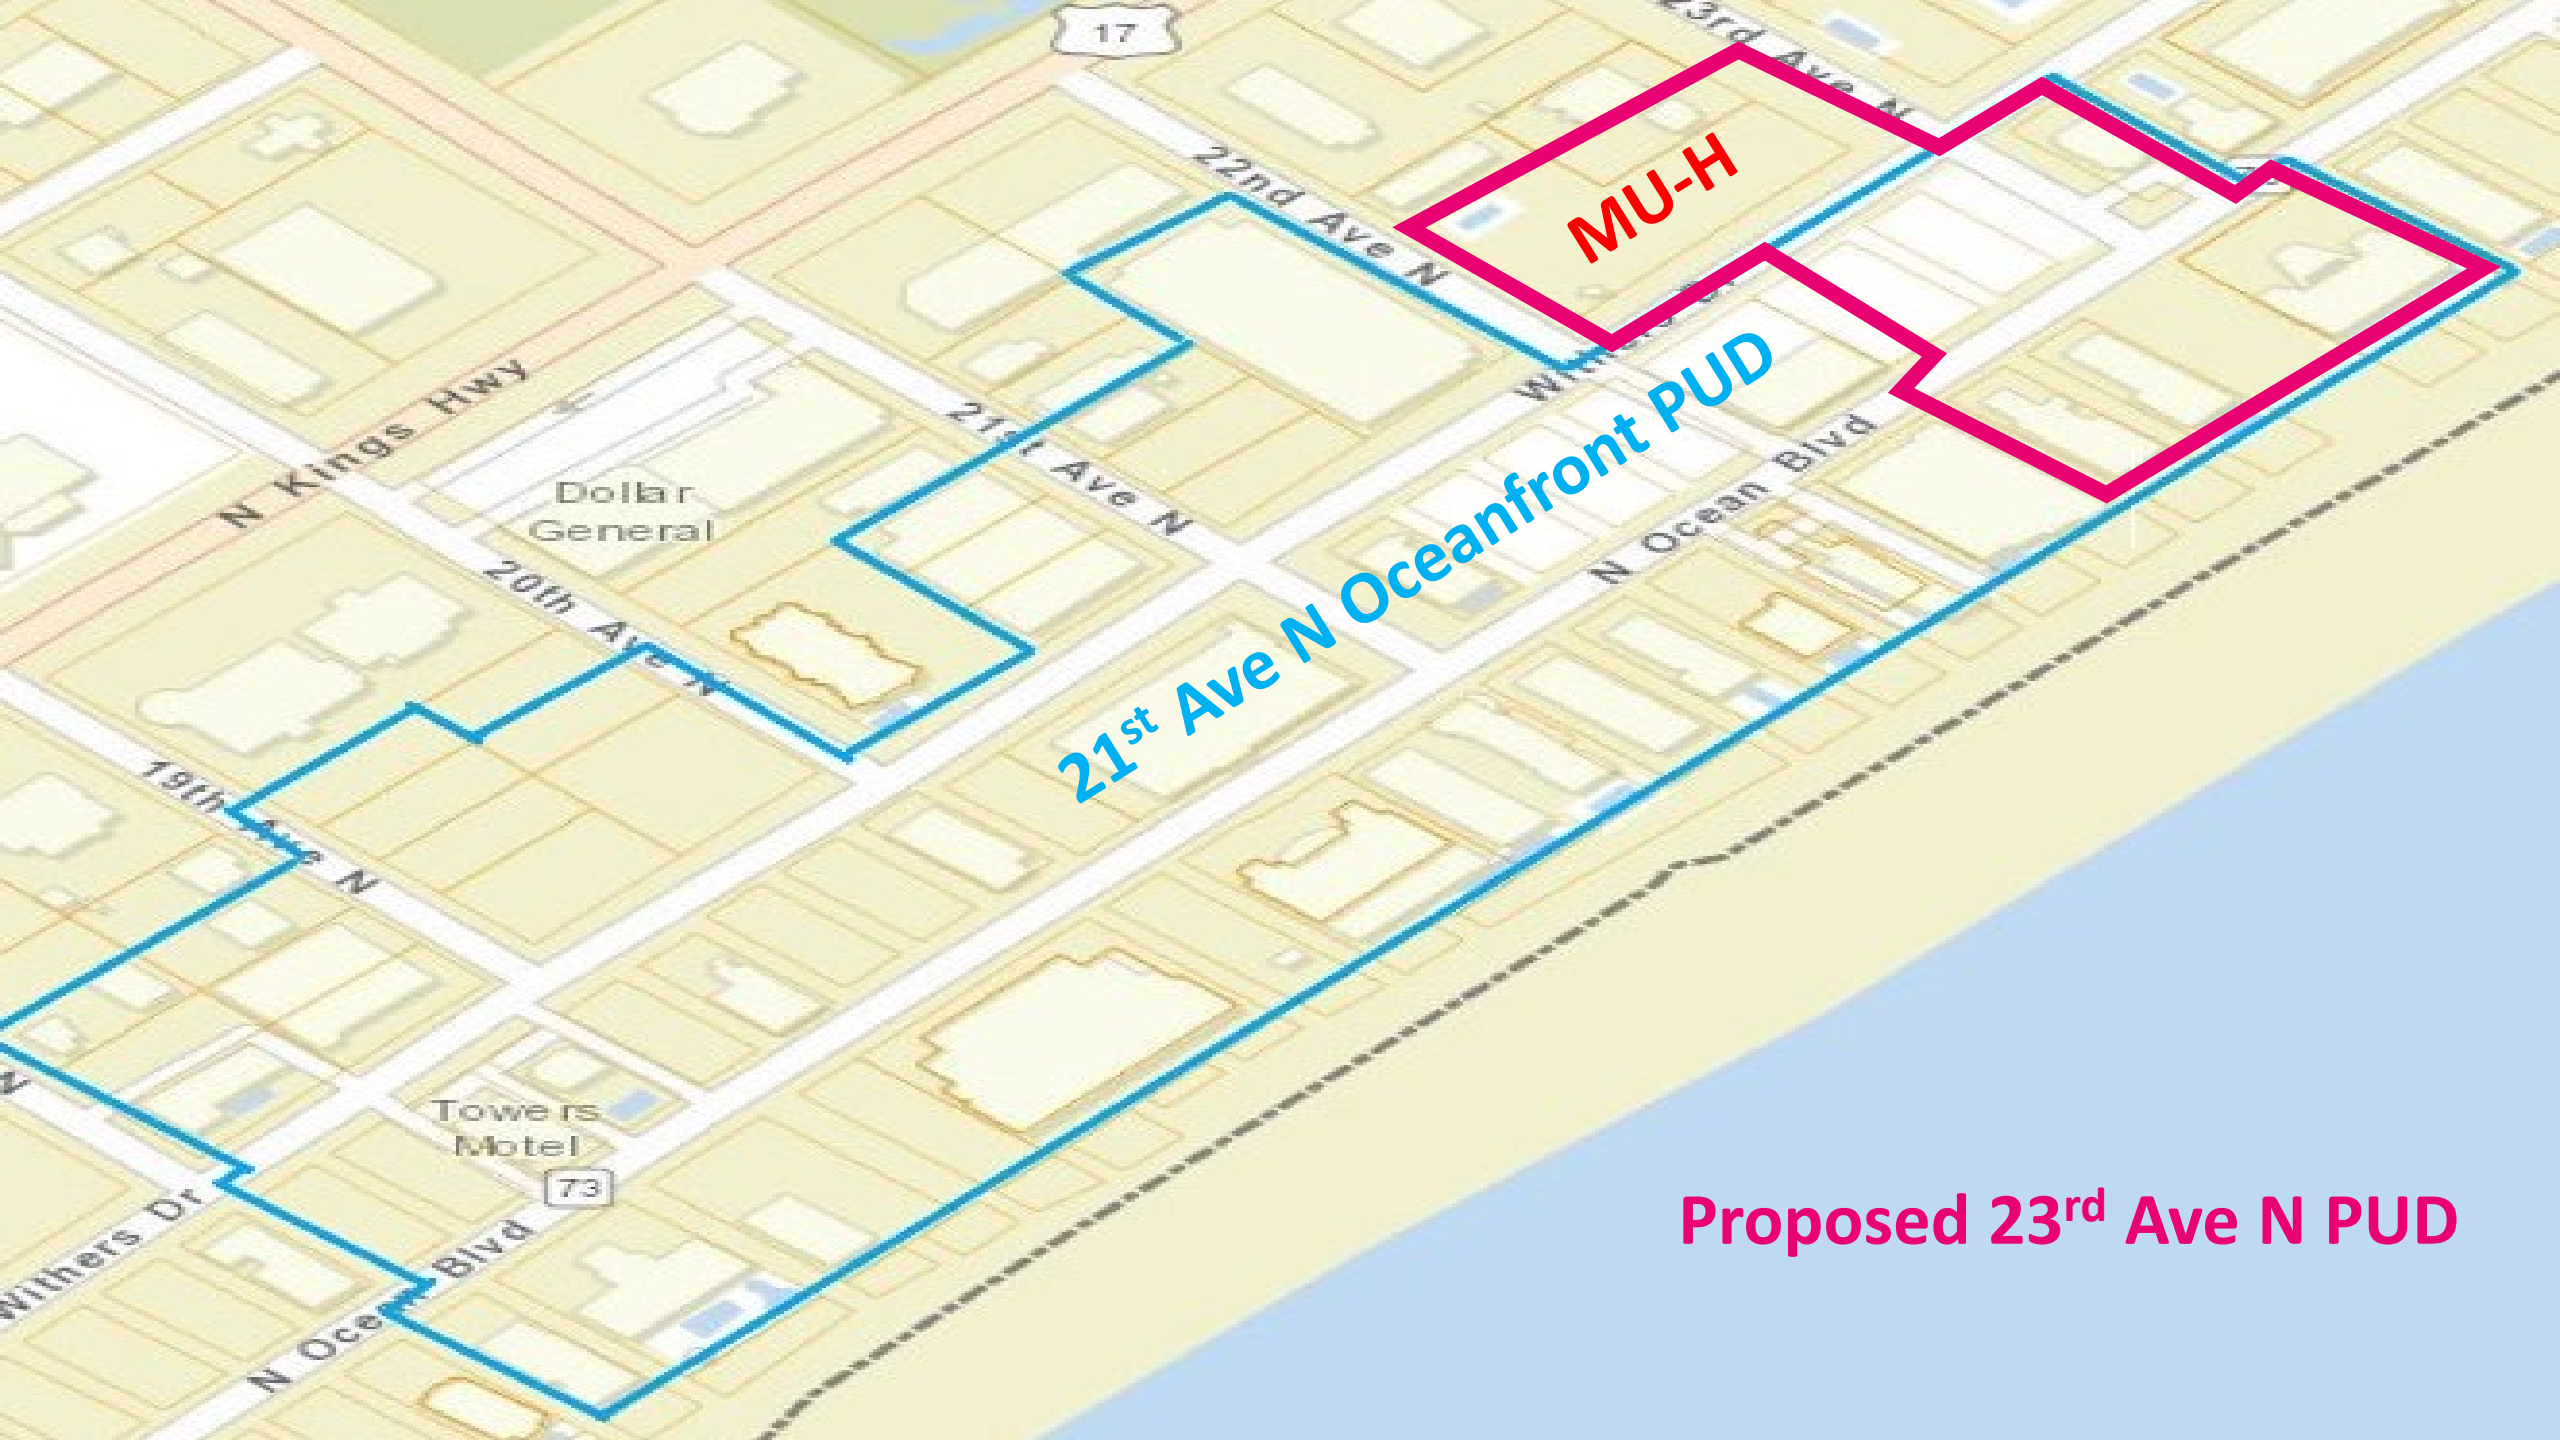 17
23rd Ave N
22nd Ave N
MU-H
N Kings Hwy
21st Ave N
Dollar
General
20th Ave N
21st Ave N Oceanfront PUD
N Ocean Blvd
19th Ave N
Towers
Motel
73
Withers Dr
N Ocean Blvd
Proposed 23rd Ave N PUD